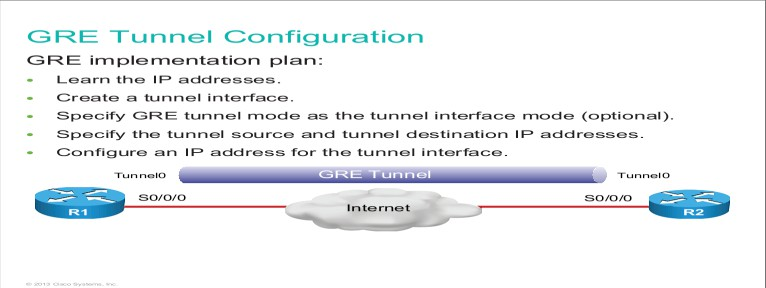 GRE Tunnel Configuration
GRE implementation plan:
• Learn the IP addresses.
• Create a tunnel interface.
• Specify GRE tunnel mode as the tunnel interface mode (optional).
• Specify the tunnel source and tunnel destination IP addresses.
• Configure an IP address for the tunnel interface.
Tunnel0 GRE Tunnel Tunnel0
S0/0/0 S0/0/0
R1 Internet R2
© 2013 Cisco Systems, Inc.